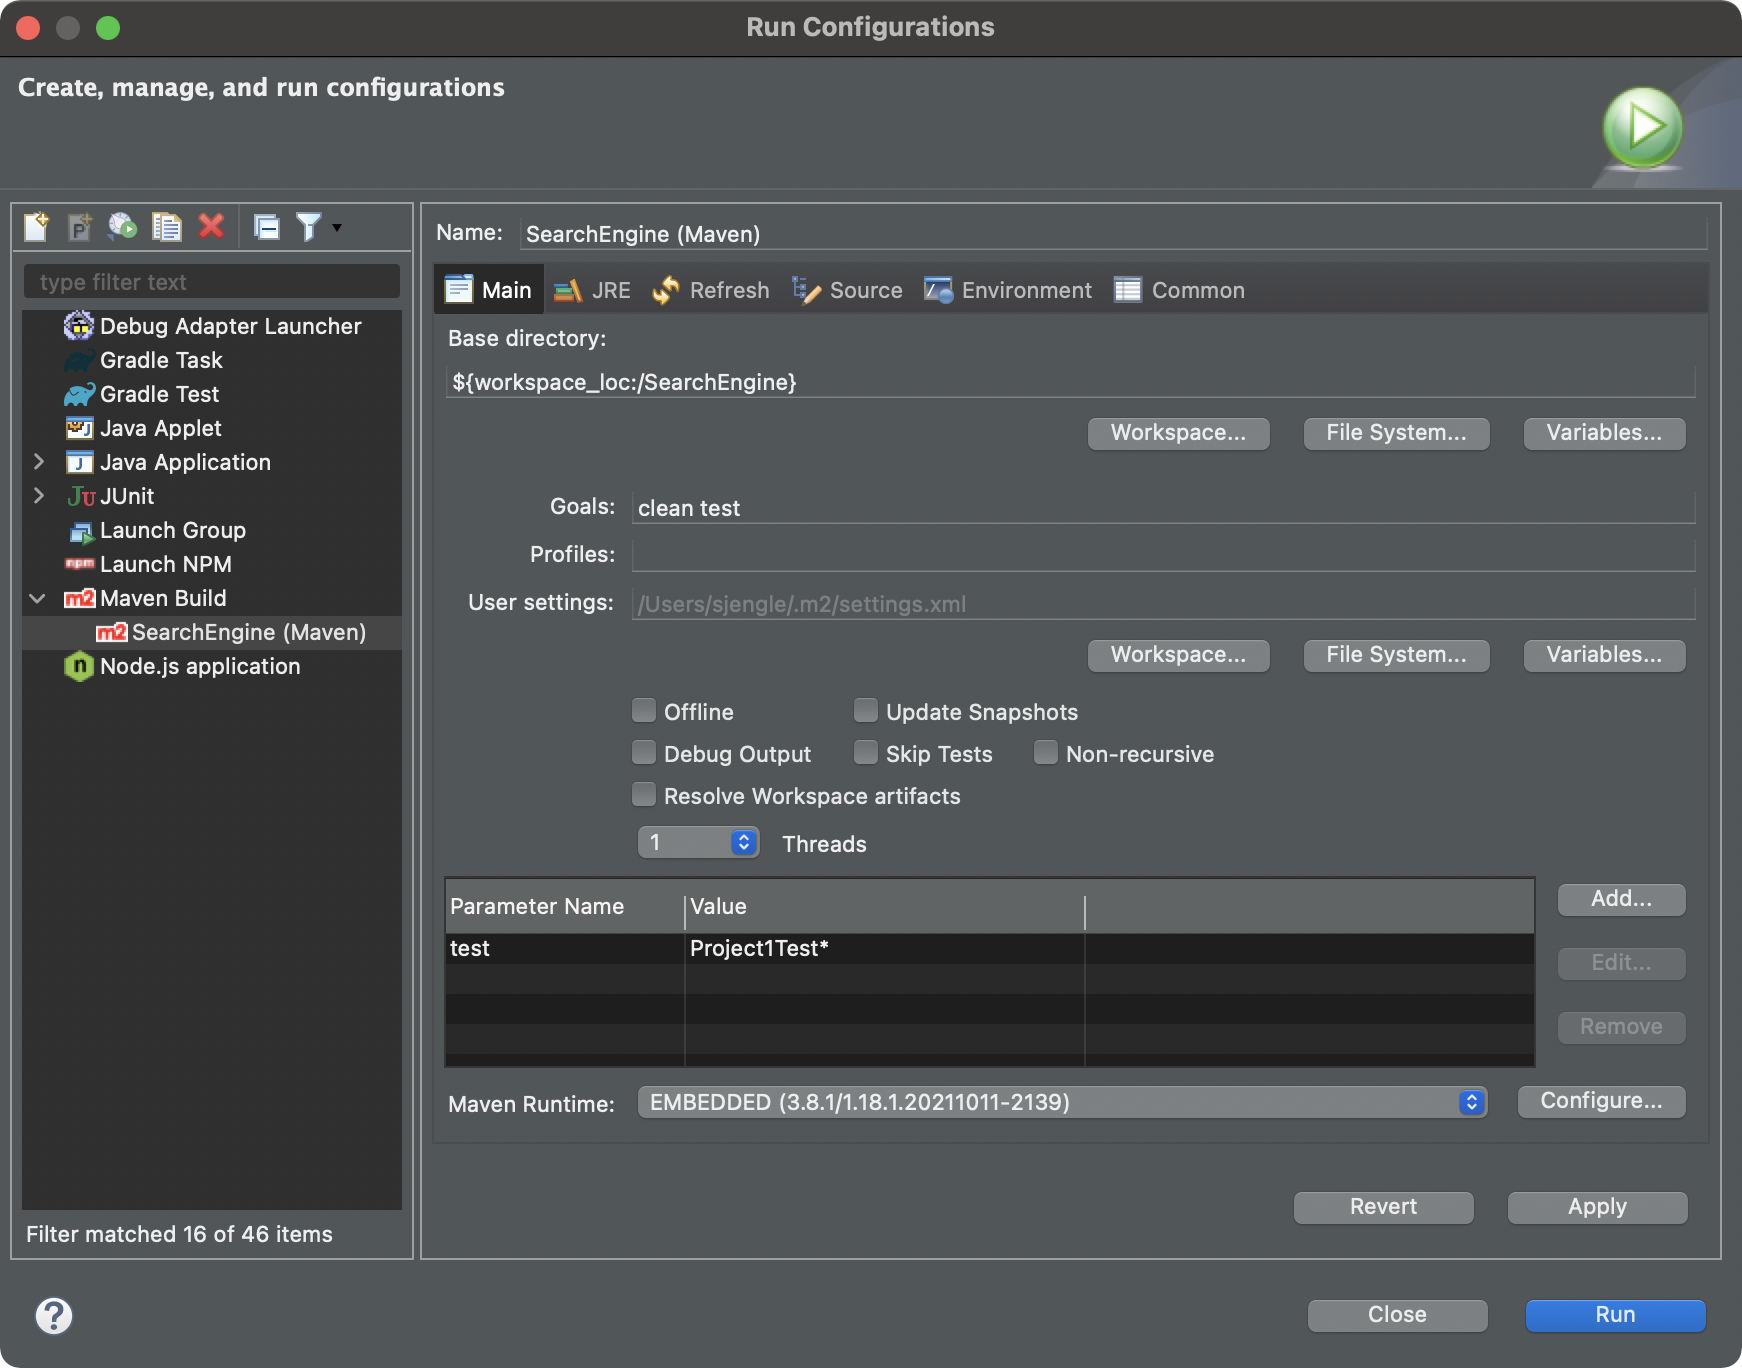 Run Configurations
Create, manage, and run configurations
P
type filter text
Debug Adapter Launcher
Gradle Task
Gradle Test
J Java Applet
J Java Application
JU JUnit
Launch Group
npm Launch NPM
m2 Maven Build
m2 SearchEngine (Maven)
n Node.js application
Filter matched 16 of 46 items
Name: SearchEngine (Maven)
Main JRE Refresh Source Environment Common
Base directory:
${workspace_loc:/SearchEngine}
Workspace... File System... Variables...
Goals: clean test
Profiles:
User settings: /Users/sjengle/.m2/settings.xml
Workspace... File System... Variables...
Offline Update Snapshots
Debug Output Skip Tests Non-recursive
Resolve Workspace artifacts
1 Threads
Parameter Name Value
test Project1Test*
Add...
Edit...
Remove
Maven Runtime: EMBEDDED (3.8.1/1.18.1.20211011-2139) Configure...
Revert Apply
? Close Run